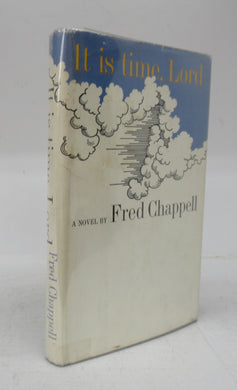 It is time, Lord
A NOVEL BY Fred Chappell
It is time, Lord Fred Chappell